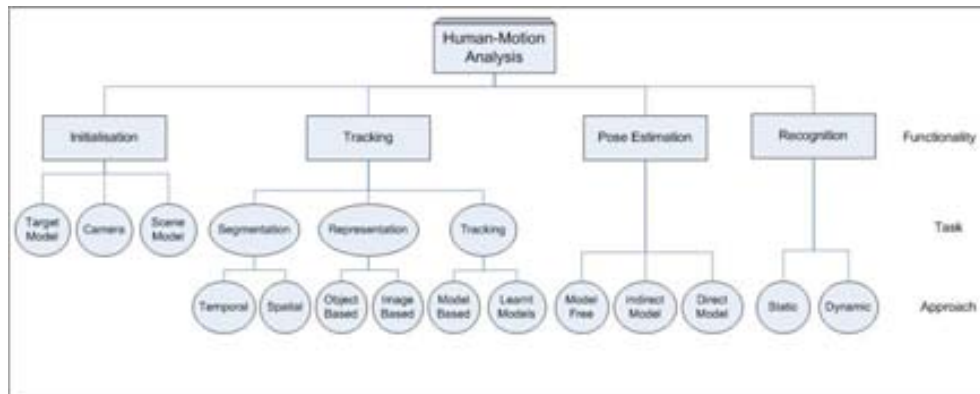 Human-Motion
Analysis
Initialisation
Tracking
Pose Estimation
Recognition
Functionality
Target
Model
Camera
Scene
Model
Segmentation
Representation
Tracking
Task
Temporal
Spatial
Object
Based
Image
Based
Model
Based
Learnt
Models
Model
Free
Indirect
Model
Direct
Model
Static
Dynamic
Approach